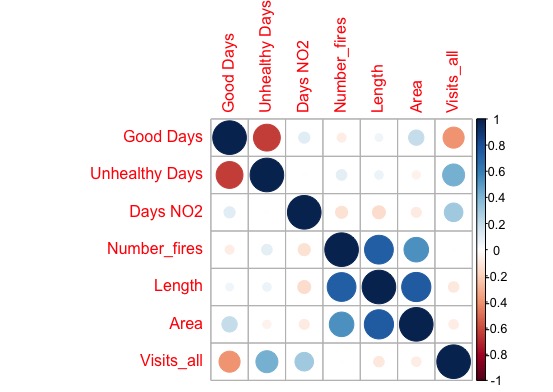 Good Days
Unhealthy Days
Days NO2
Number_fires
Length
Area
Visits_all
Good Days
Unhealthy Days
Days NO2
Number_fires
Length
Area
Visits_all
1
0.8
0.6
0.4
0.2
0
-0.2
-0.4
-0.6
-0.8
-1